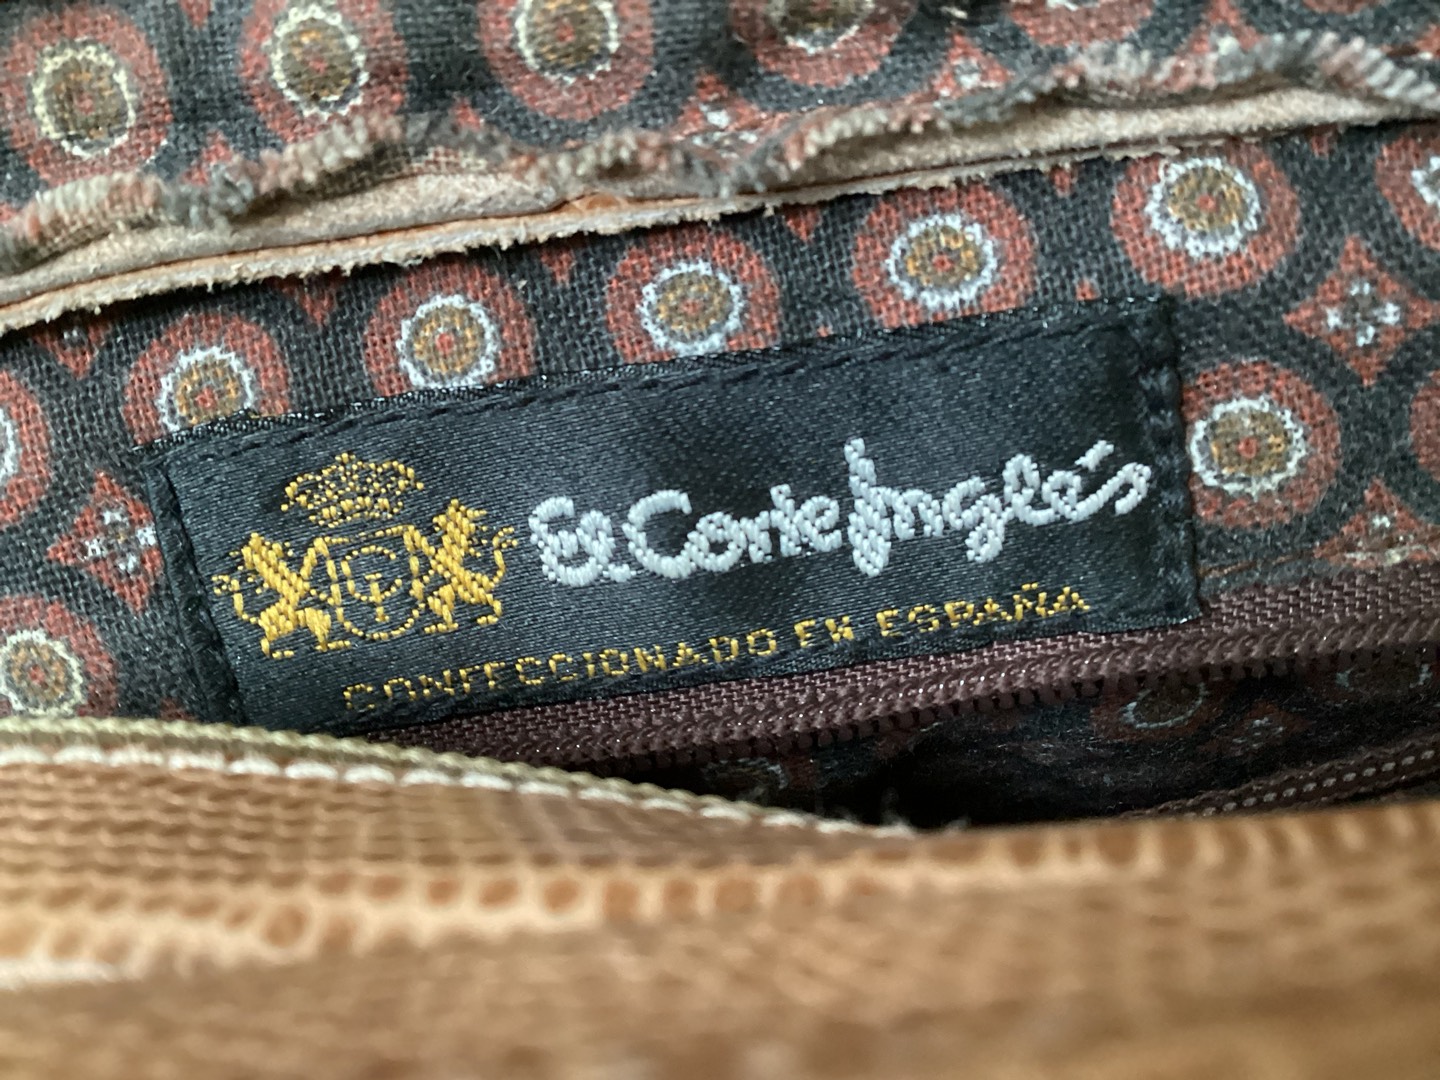 El Corte Inglés
CONFECCIONADO EN ESPAÑA